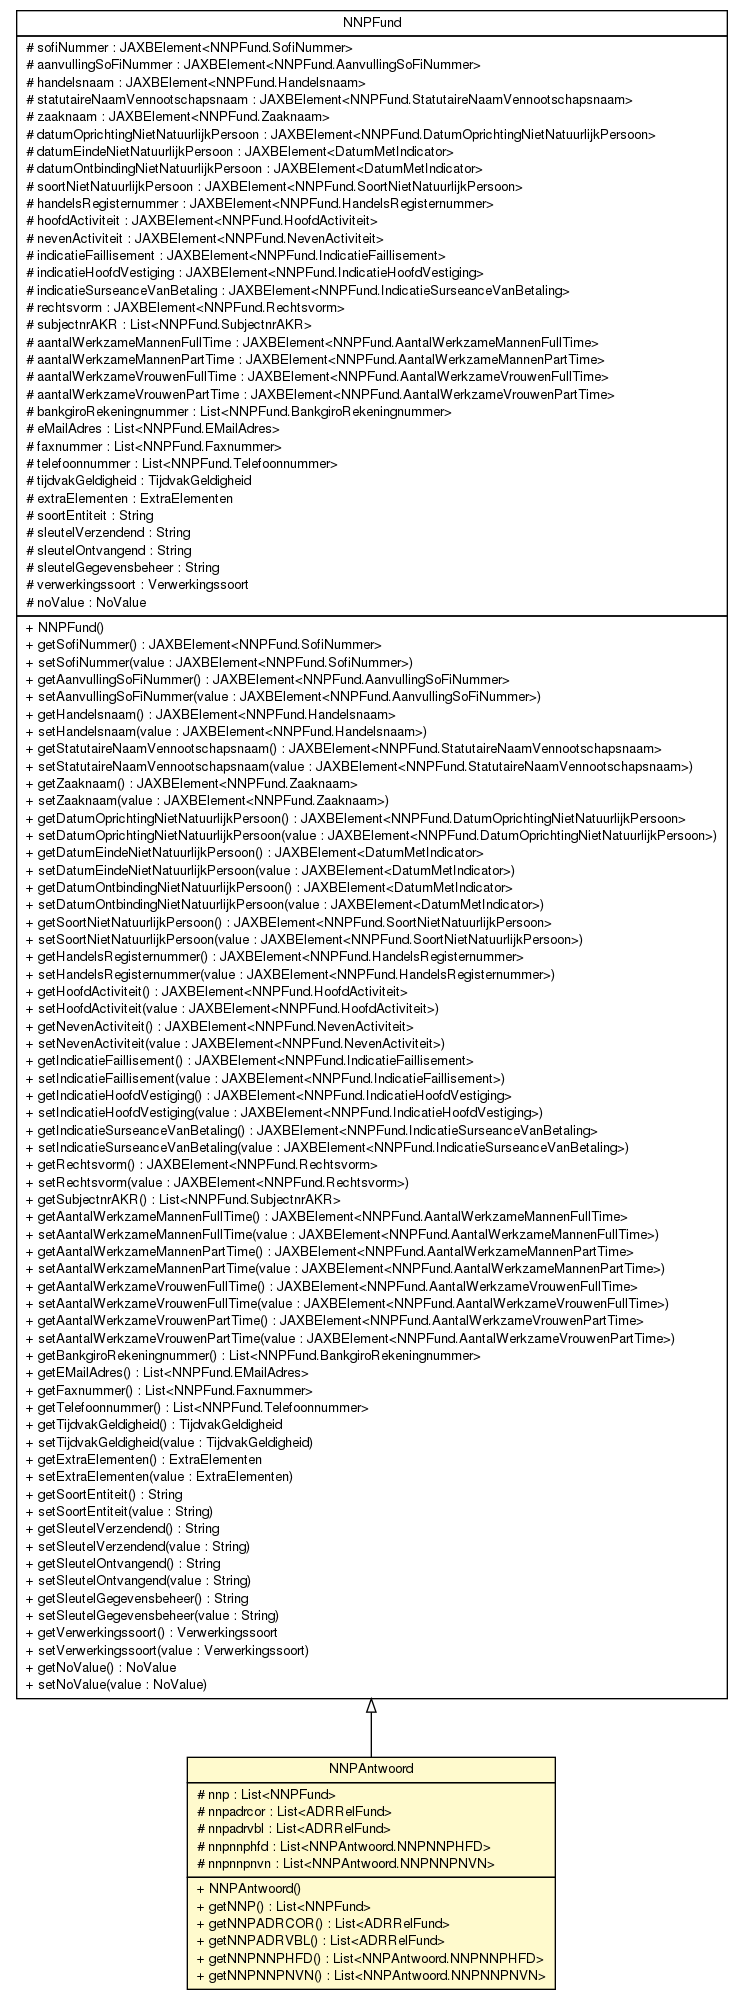 NNPFund
# sofiNummer : JAXBElement<NNPFund.SofiNummer>
# aanvullingSoFiNummer : JAXBElement<NNPFund.AanvullingSoFiNummer>
# handelsnaam : JAXBElement<NNPFund.Handelsnaam>
# statutaireNaamVennootschapsnaam : JAXBElement<NNPFund.StatutaireNaamVennootschapsnaam>
# zaaknaam : JAXBElement<NNPFund.Zaaknaam>
# datumOprichtingNietNatuurlijkPersoon : JAXBElement<NNPFund.DatumOprichtingNietNatuurlijkPersoon>
# datumEindeNietNatuurlijkPersoon : JAXBElement<DatumMetIndicator>
# datumOntbindingNietNatuurlijkPersoon : JAXBElement<DatumMetIndicator>
# soortNietNatuurlijkPersoon : JAXBElement<NNPFund.SoortNietNatuurlijkPersoon>
# handelsRegisternummer : JAXBElement<NNPFund.HandelsRegisternummer>
# hoofdActiviteit : JAXBElement<NNPFund.HoofdActiviteit>
# nevenActiviteit : JAXBElement<NNPFund.NevenActiviteit>
# indicatieFaillisement : JAXBElement<NNPFund.IndicatieFaillisement>
# indicatieHoofdVestiging : JAXBElement<NNPFund.IndicatieHoofdVestiging>
# indicatieSurseanceVanBetaling : JAXBElement<NNPFund.IndicatieSurseanceVanBetaling>
# rechtsvorm : JAXBElement<NNPFund.Rechtsvorm>
# subjectnrAKR : List<NNPFund.SubjectnrAKR>
# aantalWerkzameMannenFullTime : JAXBElement<NNPFund.AantalWerkzameMannenFullTime>
# aantalWerkzameMannenPartTime : JAXBElement<NNPFund.AantalWerkzameMannenPartTime>
# aantalWerkzameVrouwenFullTime : JAXBElement<NNPFund.AantalWerkzameVrouwenFullTime>
# aantalWerkzameVrouwenPartTime : JAXBElement<NNPFund.AantalWerkzameVrouwenPartTime>
# bankgiroRekeningnummer : List<NNPFund.BankgiroRekeningnummer>
# eMailAdres : List<NNPFund.EMailAdres>
# faxnummer : List<NNPFund.Faxnummer>
# telefoonnummer : List<NNPFund.Telefoonnummer>
# tijdvakGeldigheid : TijdvakGeldigheid
# extraElementen : ExtraElementen
# soortEntiteit : String
# sleutelVerzendend : String
# sleutelOntvangend : String
# sleutelGegevensbeheer : String
# verwerkingssoort : Verwerkingssoort
# noValue : NoValue
+ NNPFund()
+ getSofiNummer() : JAXBElement<NNPFund.SofiNummer>
+ setSofiNummer(value : JAXBElement<NNPFund.SofiNummer>)
+ getAanvullingSoFiNummer() : JAXBElement<NNPFund.AanvullingSoFiNummer>
+ setAanvullingSoFiNummer(value : JAXBElement<NNPFund.AanvullingSoFiNummer>)
+ getHandelsnaam() : JAXBElement<NNPFund.Handelsnaam>
+ setHandelsnaam(value : JAXBElement<NNPFund.Handelsnaam>)
+ getStatutaireNaamVennootschapsnaam() : JAXBElement<NNPFund.StatutaireNaamVennootschapsnaam>
+ setStatutaireNaamVennootschapsnaam(value : JAXBElement<NNPFund.StatutaireNaamVennootschapsnaam>)
+ getZaaknaam() : JAXBElement<NNPFund.Zaaknaam>
+ setZaaknaam(value : JAXBElement<NNPFund.Zaaknaam>)
+ getDatumOprichtingNietNatuurlijkPersoon() : JAXBElement<NNPFund.DatumOprichtingNietNatuurlijkPersoon>
+ setDatumOprichtingNietNatuurlijkPersoon(value : JAXBElement<NNPFund.DatumOprichtingNietNatuurlijkPersoon>)
+ getDatumEindeNietNatuurlijkPersoon() : JAXBElement<DatumMetIndicator>
+ setDatumEindeNietNatuurlijkPersoon(value : JAXBElement<DatumMetIndicator>)
+ getDatumOntbindingNietNatuurlijkPersoon() : JAXBElement<DatumMetIndicator>
+ setDatumOntbindingNietNatuurlijkPersoon(value : JAXBElement<DatumMetIndicator>)
+ getSoortNietNatuurlijkPersoon() : JAXBElement<NNPFund.SoortNietNatuurlijkPersoon>
+ setSoortNietNatuurlijkPersoon(value : JAXBElement<NNPFund.SoortNietNatuurlijkPersoon>)
+ getHandelsRegisternummer() : JAXBElement<NNPFund.HandelsRegisternummer>
+ setHandelsRegisternummer(value : JAXBElement<NNPFund.HandelsRegisternummer>)
+ getHoofdActiviteit() : JAXBElement<NNPFund.HoofdActiviteit>
+ setHoofdActiviteit(value : JAXBElement<NNPFund.HoofdActiviteit>)
+ getNevenActiviteit() : JAXBElement<NNPFund.NevenActiviteit>
+ setNevenActiviteit(value : JAXBElement<NNPFund.NevenActiviteit>)
+ getIndicatieFaillisement() : JAXBElement<NNPFund.IndicatieFaillisement>
+ setIndicatieFaillisement(value : JAXBElement<NNPFund.IndicatieFaillisement>)
+ getIndicatieHoofdVestiging() : JAXBElement<NNPFund.IndicatieHoofdVestiging>
+ setIndicatieHoofdVestiging(value : JAXBElement<NNPFund.IndicatieHoofdVestiging>)
+ getIndicatieSurseanceVanBetaling() : JAXBElement<NNPFund.IndicatieSurseanceVanBetaling>
+ setIndicatieSurseanceVanBetaling(value : JAXBElement<NNPFund.IndicatieSurseanceVanBetaling>)
+ getRechtsvorm() : JAXBElement<NNPFund.Rechtsvorm>
+ setRechtsvorm(value : JAXBElement<NNPFund.Rechtsvorm>)
+ getSubjectnrAKR() : List<NNPFund.SubjectnrAKR>
+ getAantalWerkzameMannenFullTime() : JAXBElement<NNPFund.AantalWerkzameMannenFullTime>
+ setAantalWerkzameMannenFullTime(value : JAXBElement<NNPFund.AantalWerkzameMannenFullTime>)
+ getAantalWerkzameMannenPartTime() : JAXBElement<NNPFund.AantalWerkzameMannenPartTime>
+ setAantalWerkzameMannenPartTime(value : JAXBElement<NNPFund.AantalWerkzameMannenPartTime>)
+ getAantalWerkzameVrouwenFullTime() : JAXBElement<NNPFund.AantalWerkzameVrouwenFullTime>
+ setAantalWerkzameVrouwenFullTime(value : JAXBElement<NNPFund.AantalWerkzameVrouwenFullTime>)
+ getAantalWerkzameVrouwenPartTime() : JAXBElement<NNPFund.AantalWerkzameVrouwenPartTime>
+ setAantalWerkzameVrouwenPartTime(value : JAXBElement<NNPFund.AantalWerkzameVrouwenPartTime>)
+ getBankgiroRekeningnummer() : List<NNPFund.BankgiroRekeningnummer>
+ getEMailAdres() : List<NNPFund.EMailAdres>
+ getFaxnummer() : List<NNPFund.Faxnummer>
+ getTelefoonnummer() : List<NNPFund.Telefoonnummer>
+ getTijdvakGeldigheid() : TijdvakGeldigheid
+ setTijdvakGeldigheid(value : TijdvakGeldigheid)
+ getExtraElementen() : ExtraElementen
+ setExtraElementen(value : ExtraElementen)
+ getSoortEntiteit() : String
+ setSoortEntiteit(value : String)
+ getSleutelVerzendend() : String
+ setSleutelVerzendend(value : String)
+ getSleutelOntvangend() : String
+ setSleutelOntvangend(value : String)
+ getSleutelGegevensbeheer() : String
+ setSleutelGegevensbeheer(value : String)
+ getVerwerkingssoort() : Verwerkingssoort
+ setVerwerkingssoort(value : Verwerkingssoort)
+ getNoValue() : NoValue
+ setNoValue(value : NoValue)
NNPAntwoord
# nnp : List<NNPFund>
# nnpadrcor : List<ADRRelFund>
# nnpadrvbl : List<ADRRelFund>
# nnpnnphfd : List<NNPAntwoord.NNPNNPHFD>
# nnpnnpnvn : List<NNPAntwoord.NNPNNPNVN>
+ NNPAntwoord()
+ getNNP() : List<NNPFund>
+ getNNPADRCOR() : List<ADRRelFund>
+ getNNPADRVBL() : List<ADRRelFund>
+ getNNPNNPHFD() : List<NNPAntwoord.NNPNNPHFD>
+ getNNPNNPNVN() : List<NNPAntwoord.NNPNNPNVN>